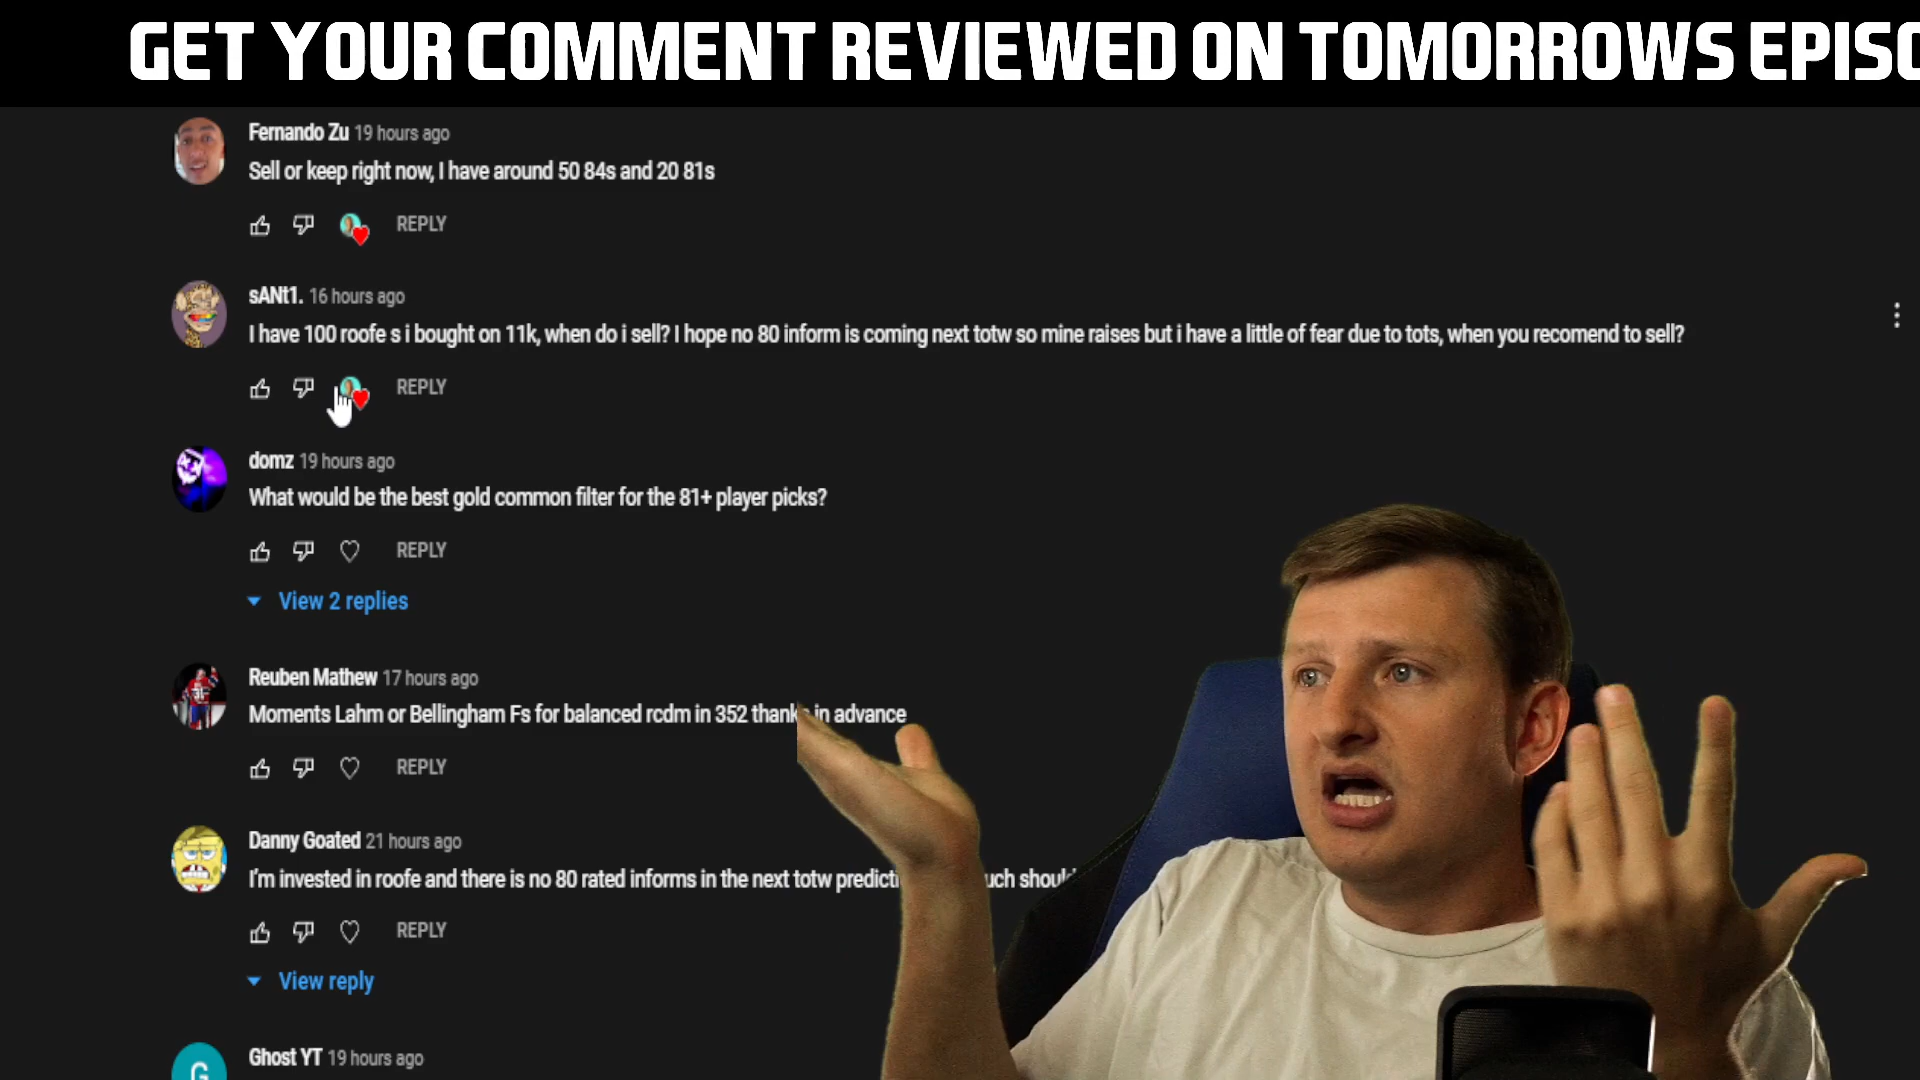 GET YOUR COMMENT REVIEWED ON TOMORROWS EPISO
Fernando Zu 19 hours ago
Sell or keep right now, I have around 50 84s and 20 81s
REPLY
sANt1. 16 hours ago
I have 100 roofe s i bought on 11k, when do i sell? I hope no 80 inform is coming next totw so mine raises but i have a little of fear due to tots, when you recomend to sell?
REPLY
domz 19 hours ago
What would be the best gold common filter for the 81+ player picks?
REPLY
View 2 replies
Reuben Mathew 17 hours ago
Moments Lahm or Bellingham Fs for balanced rcdm in 352 thanks in advance
REPLY
Danny Goated 21 hours ago
I'm invested in roofe and there is no 80 rated informs in the next totw
REPLY
View reply
Ghost YT 19 hours ago
G